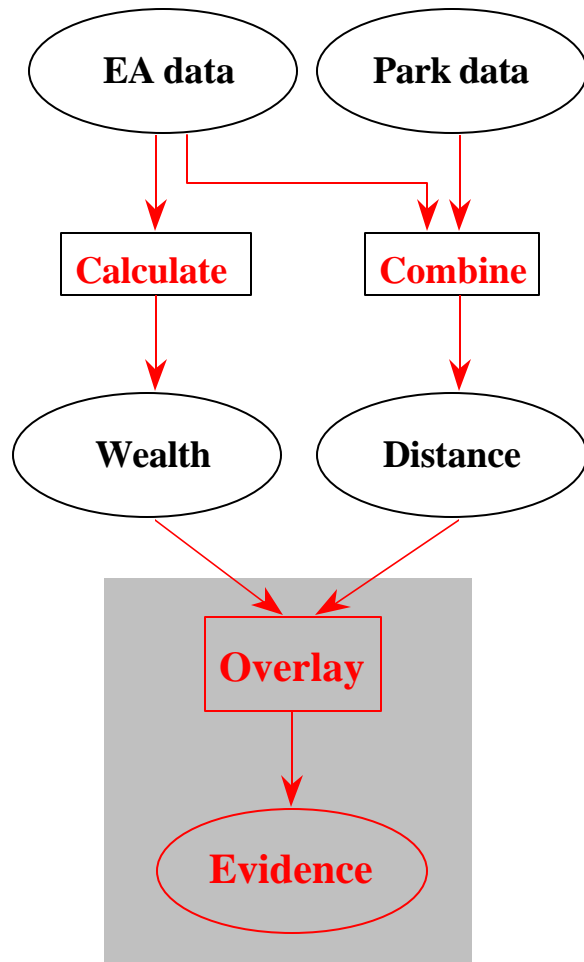 EA data
Park data
Calculate
Combine
Wealth
Distance
Overlay
Evidence